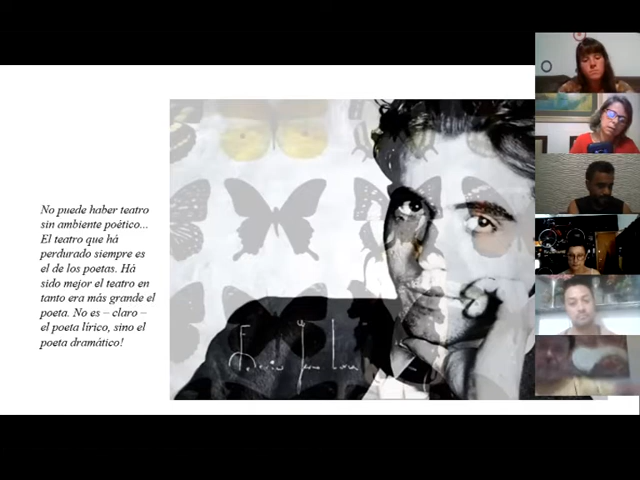 No puede haber teatro
sin ambiente poético...
El teatro que há
perdurado siempre es
el de los poetas. Há
sido mejor el teatro en
tanto era más grande el
poeta. No es – claro –
el poeta lírico, sino el
poeta dramático!